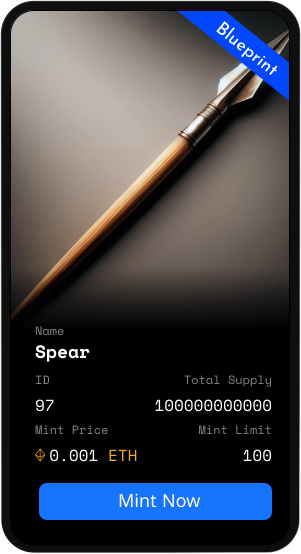 Blueprint
Name
Spear
ID Total Supply
97 100000000000
Mint Price Mint Limit
0.001 ETH 100
Mint Now